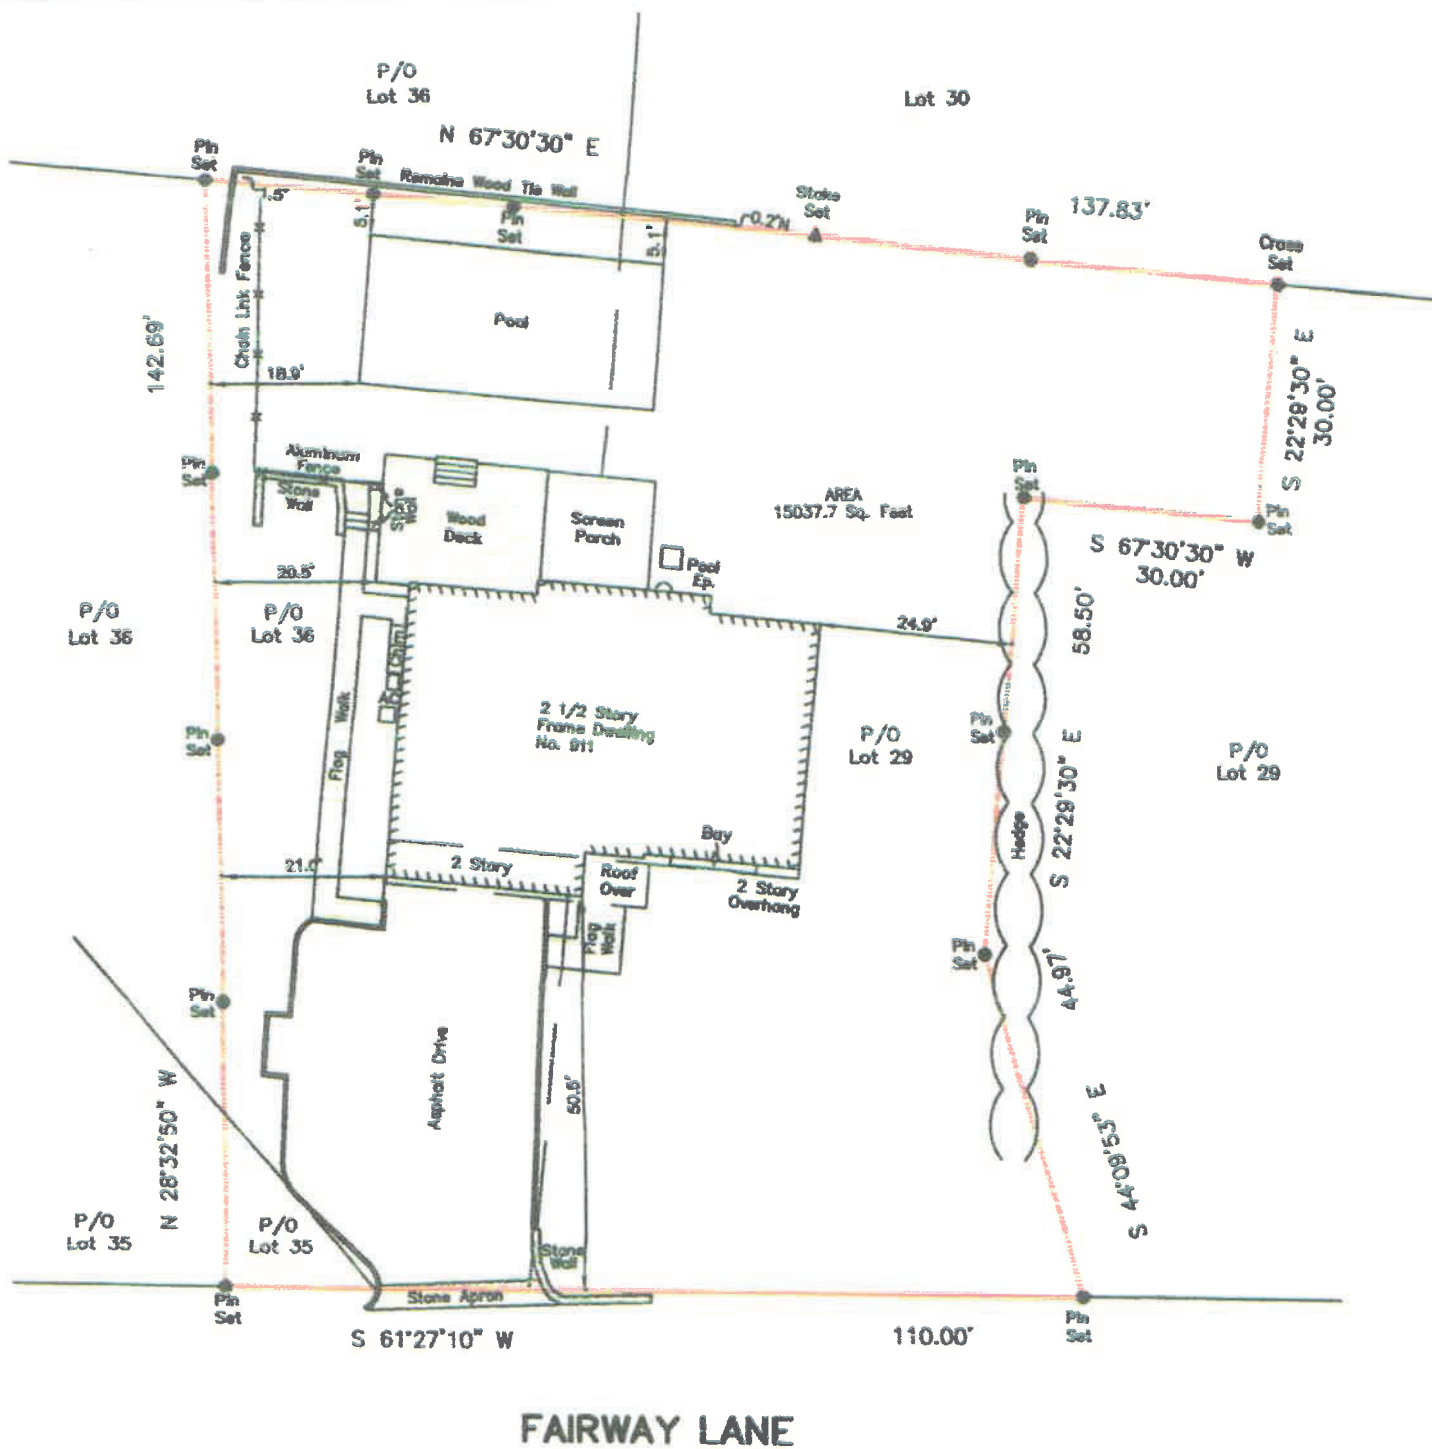 P/O
Lot 36
Lot 30
N 67°30'30" E
Pin
Set
Pin
Set
Remains Wood Tie Wall
Stake
Set
137.83'
1.5'
5.1'
Pin
Set
5.1'
0.2'N
Pin
Set
Cross
Set
Chain Link Fence
Pool
142.69'
18.9'
S 22°29'30" E
30.00'
Aluminum
Fence
Pin
Set
Stone
Wall
Stone
Wall
Wood
Deck
Screen
Porch
AREA
15037.7 Sq. Feet
Pin
Set
Pin
Set
S 67°30'30" W
30.00'
Pool
Ep.
20.5'
P/O
Lot 36
P/O
Lot 36
24.9'
58.50'
Chim.
Flag Walk
2 1/2 Story
Frame Dwelling
No. 911
Pin
Set
P/O
Lot 29
Pin
Set
P/O
Lot 29
S 22°29'30" E
Hedge
Bay
2 Story
Roof
Over
2 Story
Overhang
21.0'
Flag
Walk
Pin
Set
44.97'
Pin
Set
Asphalt Drive
50.5'
N 28°32'50" W
S 44°09'53" E
P/O
Lot 35
P/O
Lot 35
Stone
Wall
Pin
Set
Stone Apron
Pin
Set
S 61°27'10" W
110.00'
FAIRWAY LANE